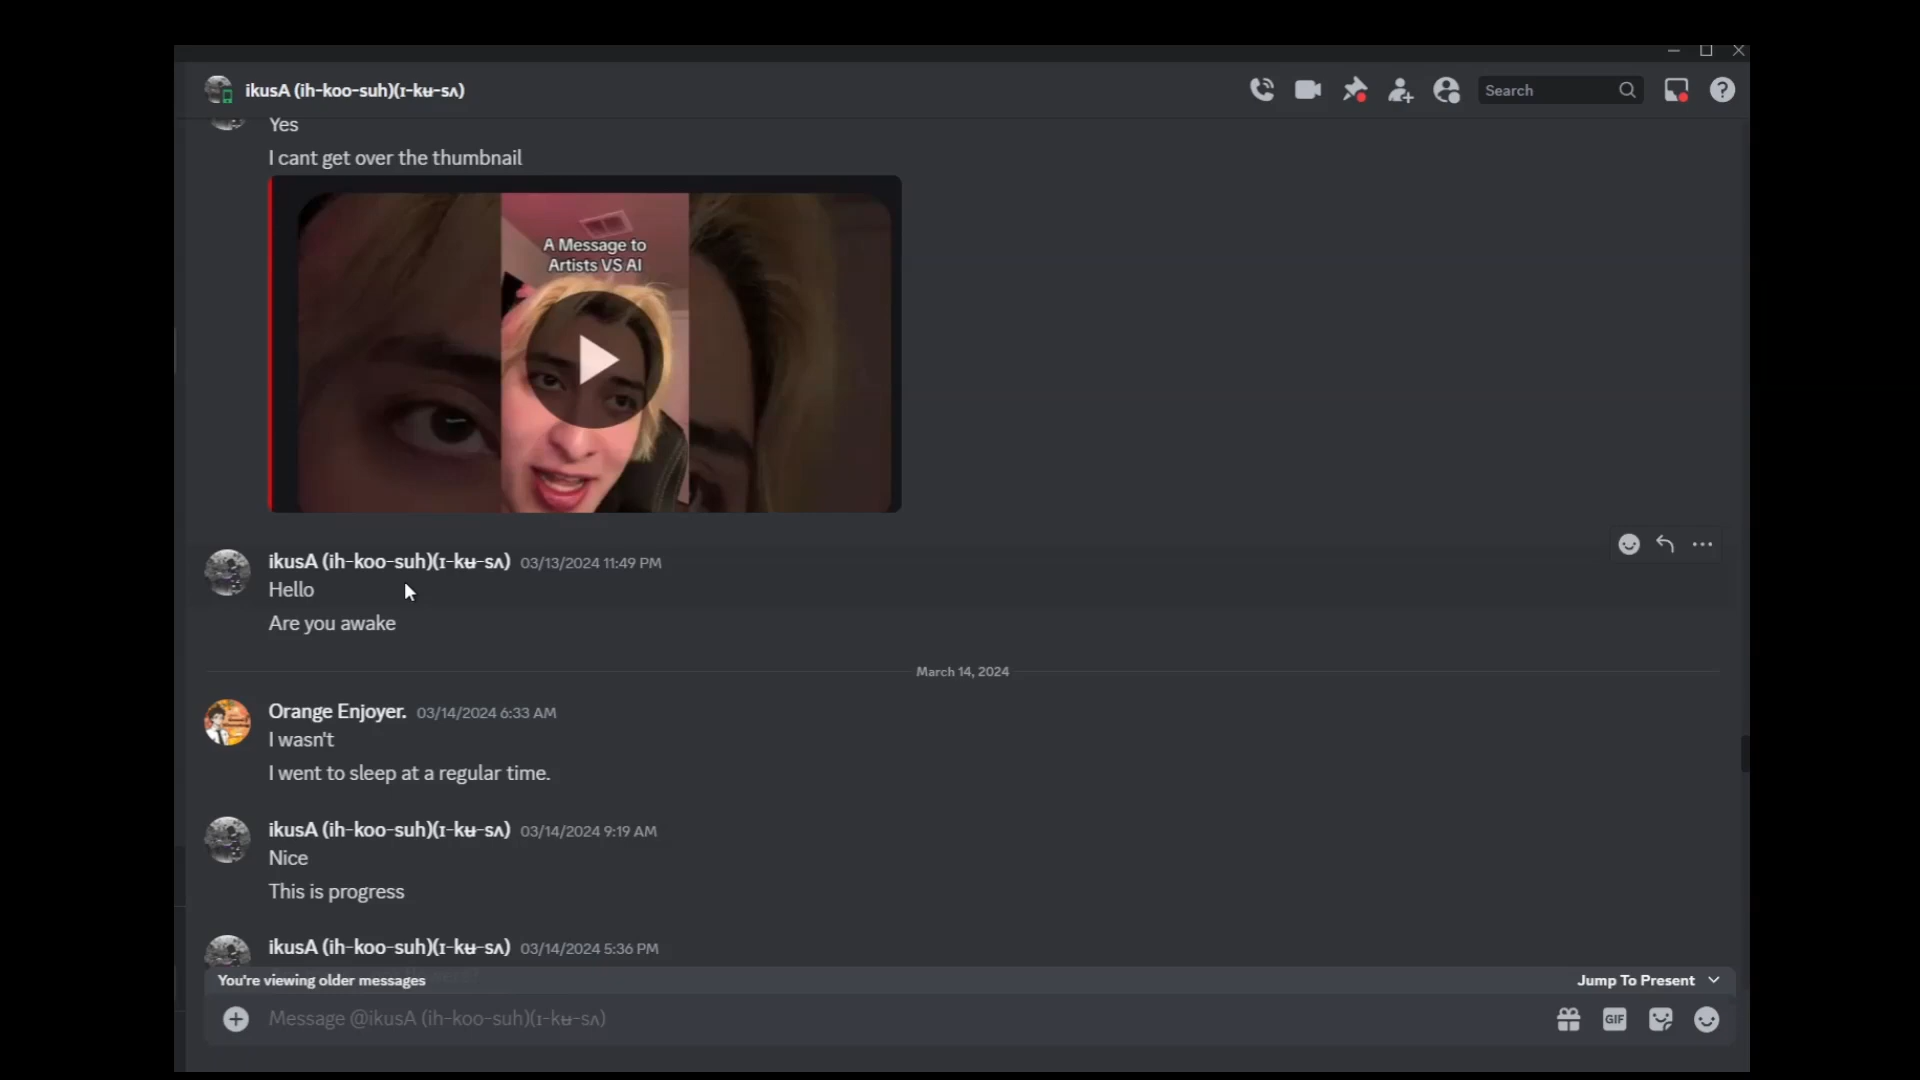 ikusA (ih-koo-suh)(ɪ-kʉ-sʌ)
Search
Yes
I cant get over the thumbnail
A Message to
Artists VS AI
ikusA (ih-koo-suh)(ɪ-kʉ-sʌ) 03/13/2024 11:49 PM
Hello
Are you awake
March 14, 2024
Orange Enjoyer. 03/14/2024 6:33 AM
I wasn't
I went to sleep at a regular time.
ikusA (ih-koo-suh)(ɪ-kʉ-sʌ) 03/14/2024 9:19 AM
Nice
This is progress
ikusA (ih-koo-suh)(ɪ-kʉ-sʌ) 03/14/2024 5:36 PM
You're viewing older messages
Jump To Present
Message @ikusA (ih-koo-suh)(ɪ-kʉ-sʌ)
GIF